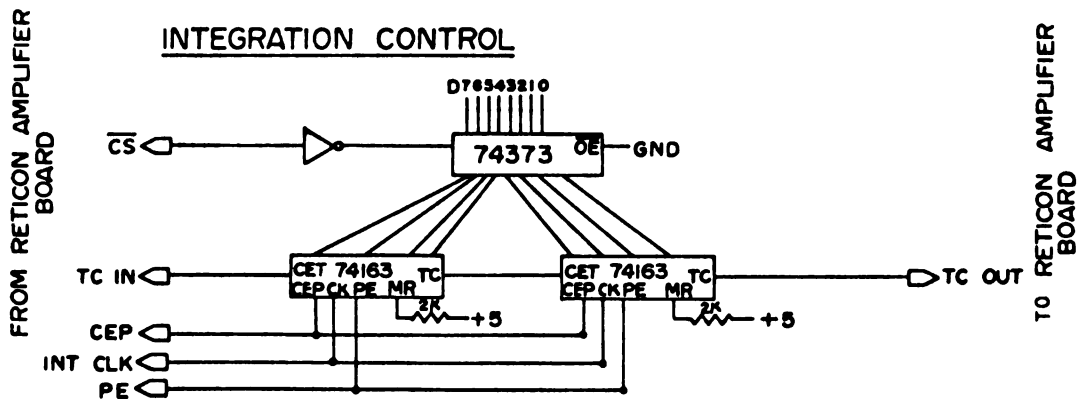 INTEGRATION CONTROL
FROM RETICON AMPLIFIER
BOARD
TO RETICON AMPLIFIER
BOARD
D76543210
C̅S̅
74373 O̅E̅ GND
TC IN
CET 74163 TC
CEP CK PE MR
2K
+5
CET 74163 TC
CEP CK PE MR
2K
+5
TC OUT
CEP
INT CLK
PE